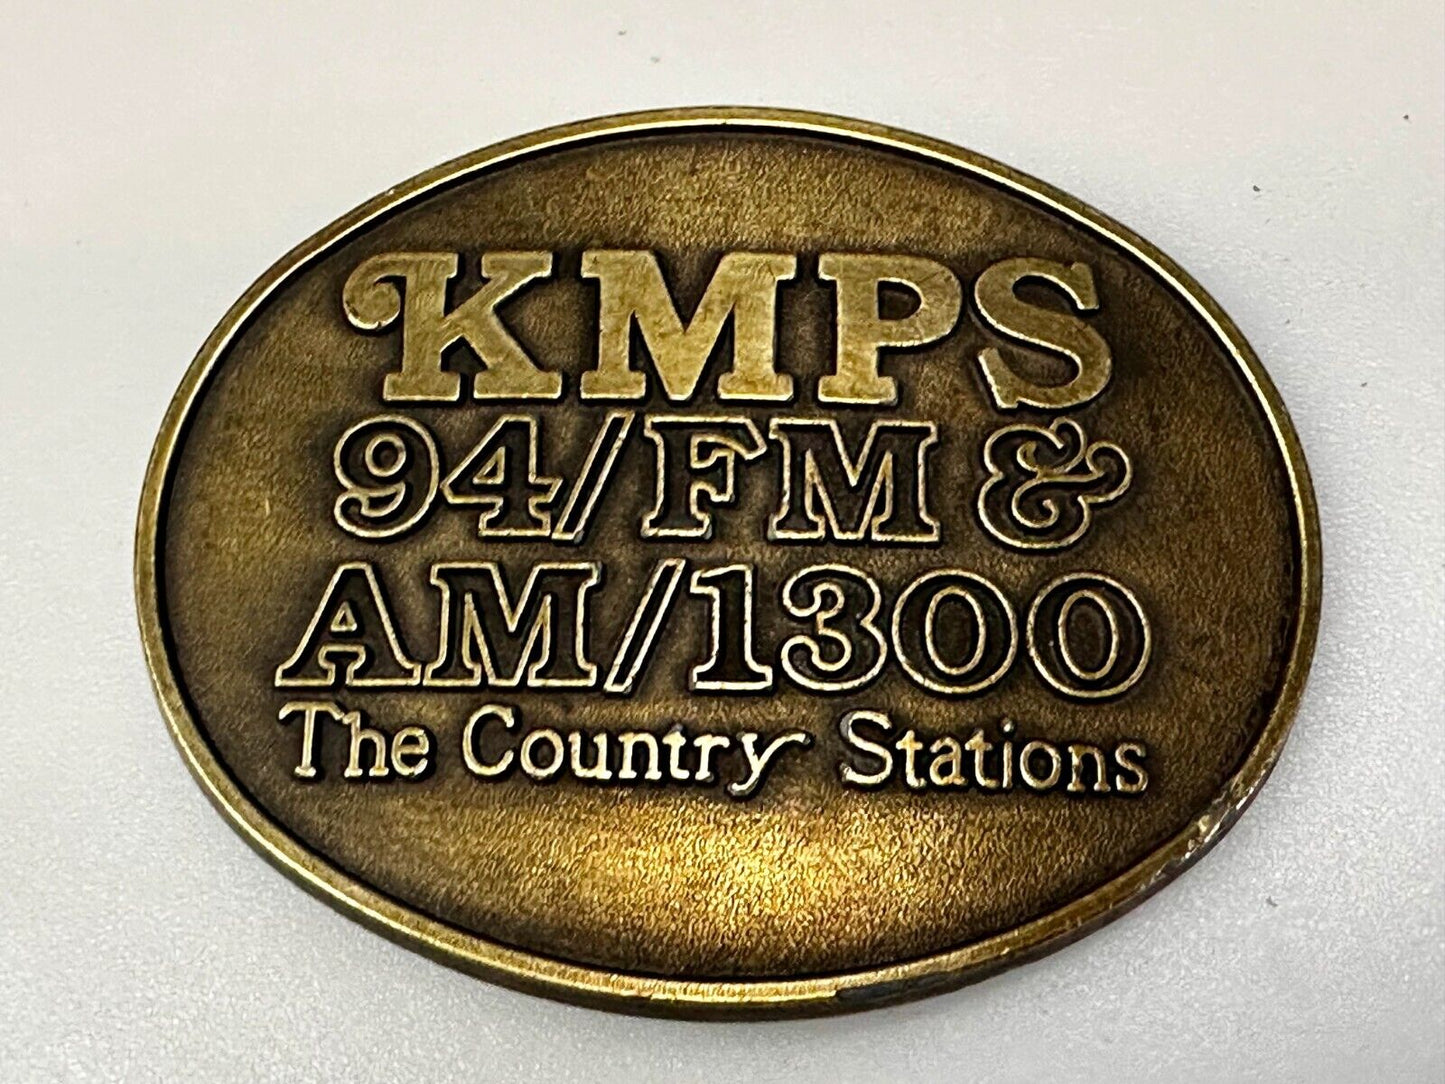 KMPS
94/FM &
AM/1300
The Country Stations